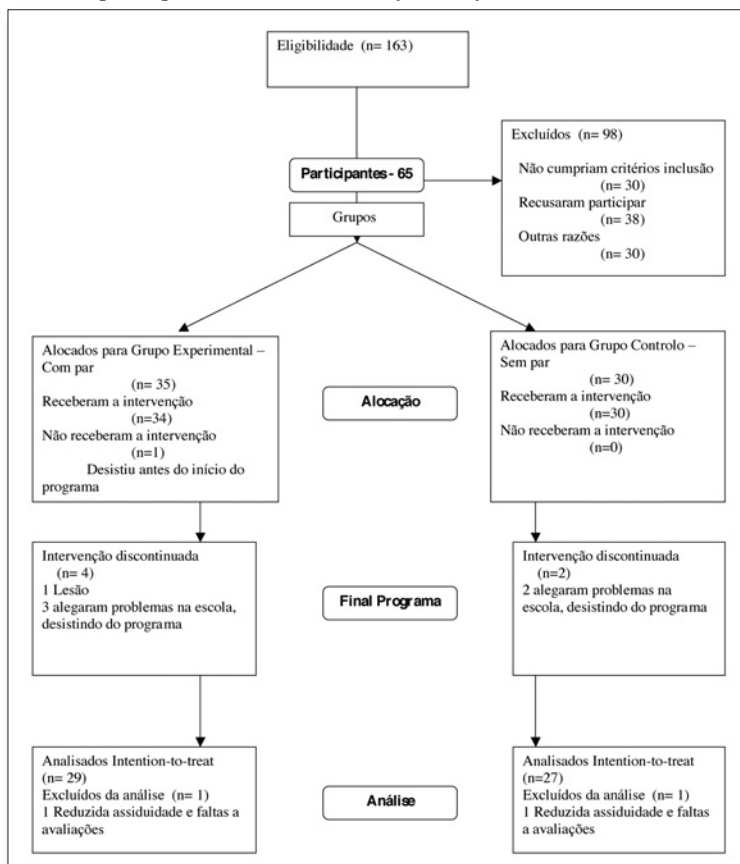 Eligibilidade (n= 163)
Excluídos (n= 98)
Não cumpriam critérios inclusão
(n= 30)
Recusaram participar
(n= 38)
Outras razões
(n= 30)
Participantes- 65
Grupos
Alocados para Grupo Experimental –
Com par
(n= 35)
Receberam a intervenção
(n=34)
Não receberam a intervenção
(n=1)
Desistiu antes do início do
programa
Alocação
Alocados para Grupo Controlo –
Sem par
(n= 30)
Receberam a intervenção
(n=30)
Não receberam a intervenção
(n=0)
Intervenção discontinuada
(n= 4)
1 Lesão
3 alegaram problemas na escola,
desistindo do programa
Final Programa
Intervenção discontinuada
(n=2)
2 alegaram problemas na
escola, desistindo do programa
Analisados Intention-to-treat
(n= 29)
Excluídos da análise (n= 1)
1 Reduzida assiduidade e faltas
a avaliações
Análise
Analisados Intention-to-treat
(n=27)
Excluídos da análise (n= 1)
1 Reduzida assiduidade e faltas
a avaliações